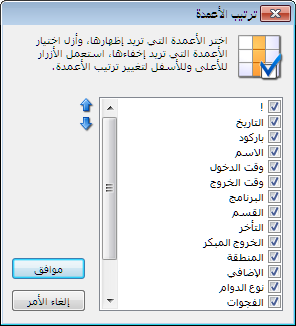 ترتيب الأعمدة
اختر الأعمدة التي تريد إظهارها، وأزل اختيار
الأعمدة التي تريد إخفاءها، استعمل الأزرار
للأعلى وللأسفل لتغيير ترتيب الأعمدة.
!
التاريخ
باركود
الاسم
وقت الدخول
وقت الخروج
البرنامج
القسم
التأخر
الخروج المبكر
المنطقة
الإضافي
نوع الدوام
الفجوات
موافق
إلغاء الأمر